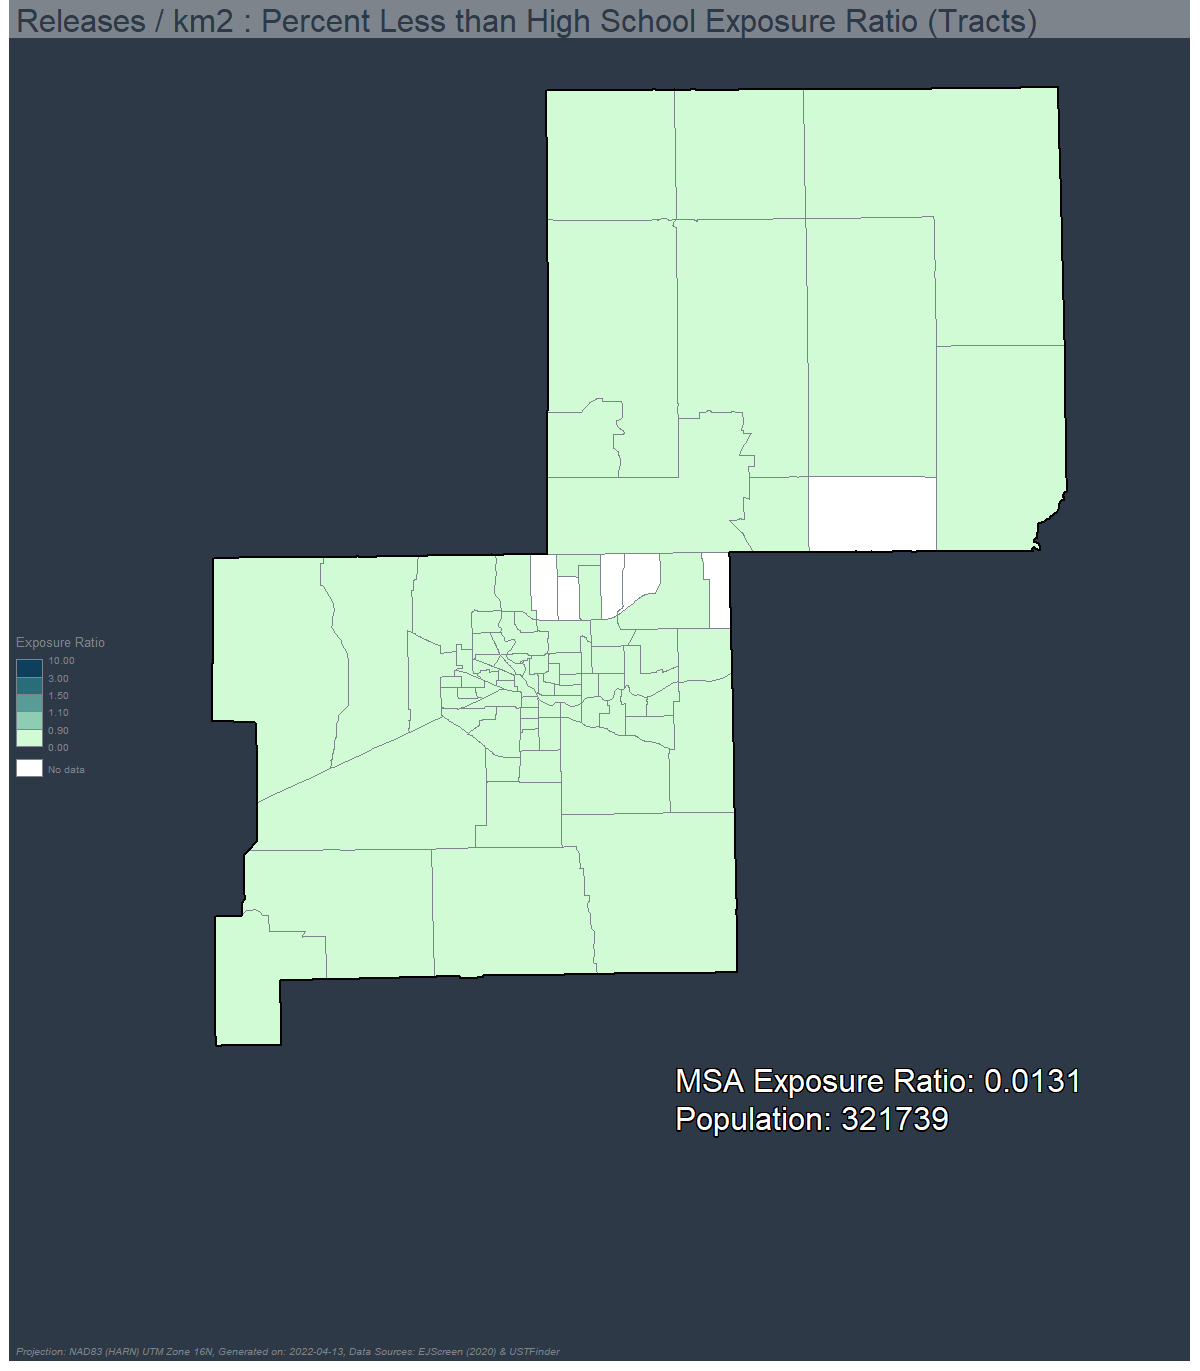 Releases / km2 : Percent Less than High School Exposure Ratio (Tracts)
Exposure Ratio
10.00
3.00
1.50
1.10
0.90
0.00
No data
MSA Exposure Ratio: 0.0131
Population: 321739
Projection: NAD83 (HARN) UTM Zone 16N, Generated on: 2022-04-13, Data Sources: EJScreen (2020) & USTFinder